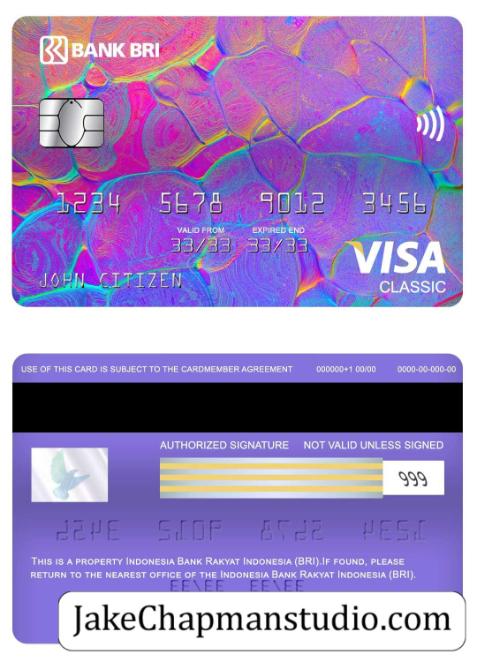 BANK BRI
1234 5678 9012 3456
VALID FROM EXPIRED END
33/33 33/33
VISA
JOHN CITIZEN
CLASSIC
USE OF THIS CARD IS SUBJECT TO THE CARDMEMBER AGREEMENT 000000+1 00/00 0000-00-000-00
AUTHORIZED SIGNATURE NOT VALID UNLESS SIGNED
999
THIS IS A PROPERTY INDONESIA BANK RAKYAT INDONESIA (BRI).IF FOUND, PLEASE
RETURN TO THE NEAREST OFFICE OF THE INDONESIA BANK RAKYAT INDONESIA (BRI).
JakeChapmanstudio.com